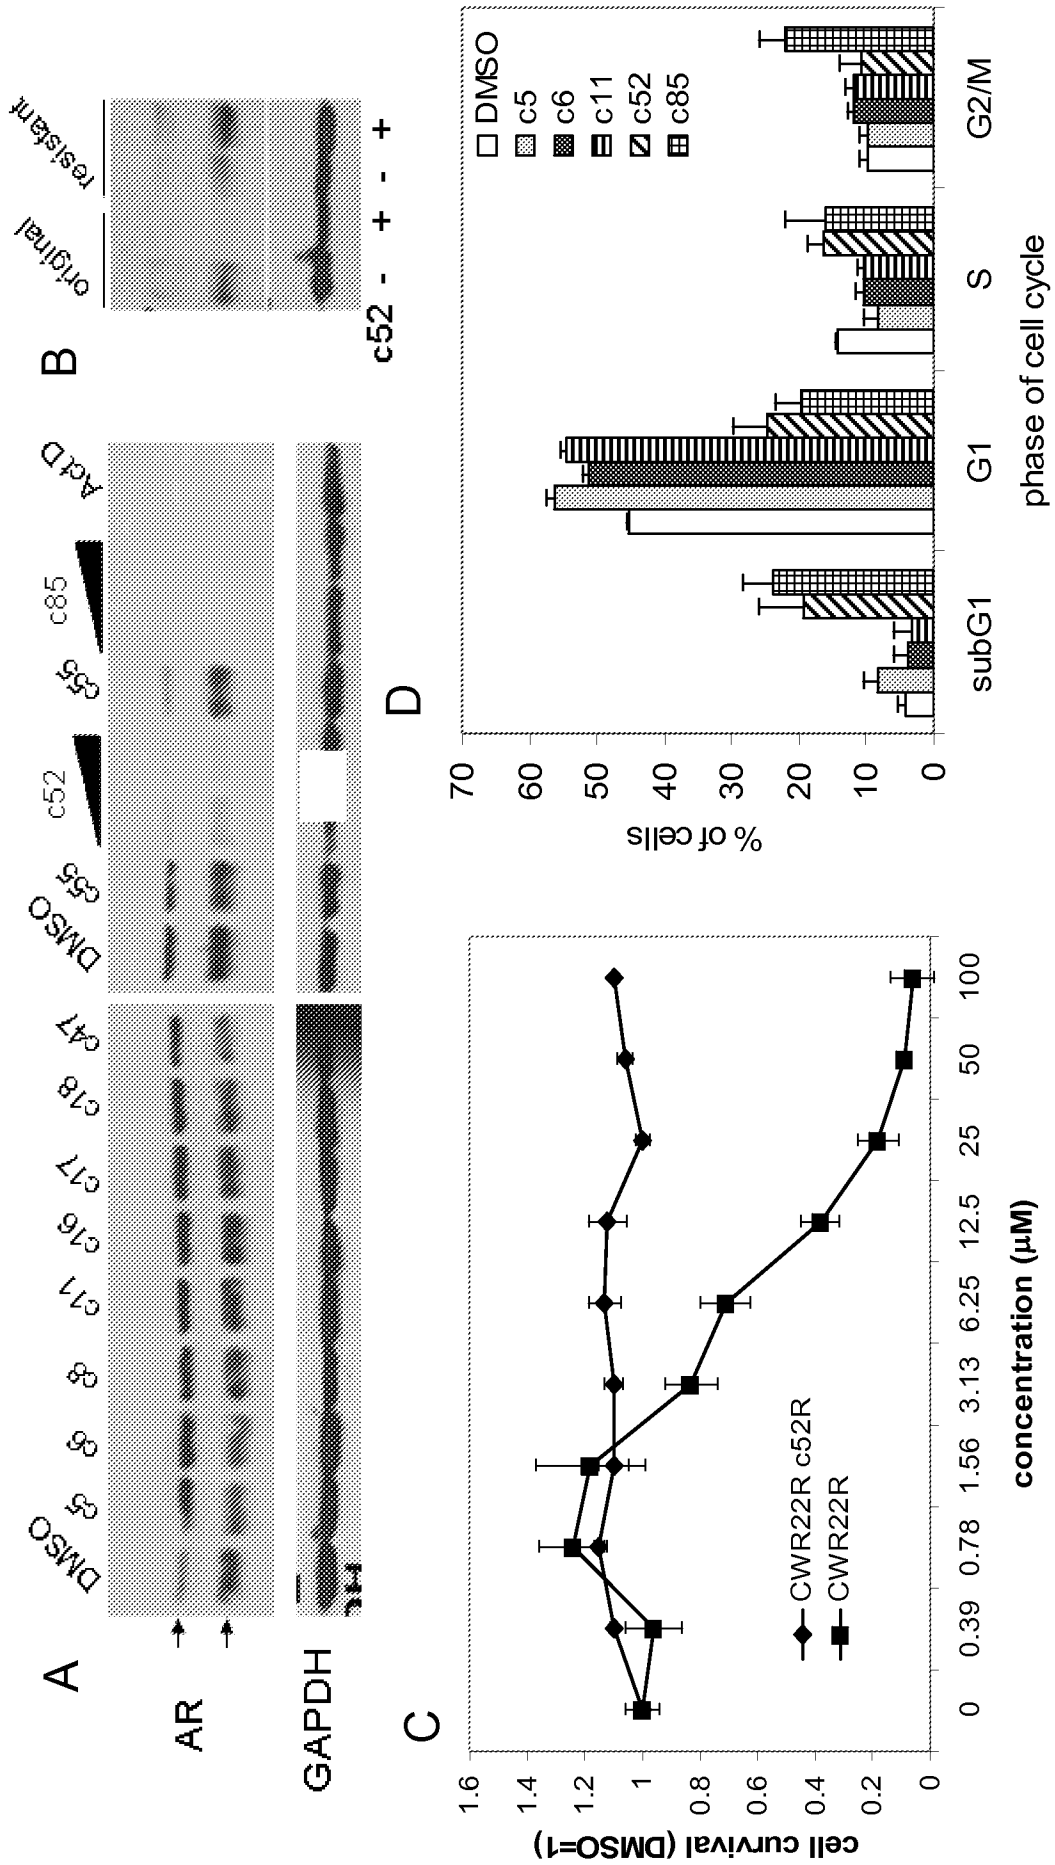 A
DMSO c5 c6 c8 c11 c16 c17 c18 c47 DMSO c55 c52 c55 c85 ActD
AR
GAPDH
B
original resistant
c52 - + - +
C
cell curvival (DMSO=1)
1.6
1.4
1.2
1
0.8
0.6
0.4
0.2
0
CWR22R c52R
CWR22R
0 0.39 0.78 1.56 3.13 6.25 12.5 25 50 100
concentration (µM)
D
% of cells
70
60
50
40
30
20
10
0
DMSO
c5
c6
c11
c52
c85
subG1 G1 S G2/M
phase of cell cycle